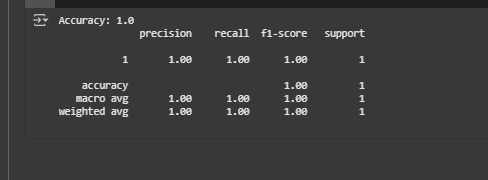 Accuracy: 1.0
precision recall f1-score support
1 1.00 1.00 1.00 1
accuracy 1.00 1
macro avg 1.00 1.00 1.00 1
weighted avg 1.00 1.00 1.00 1